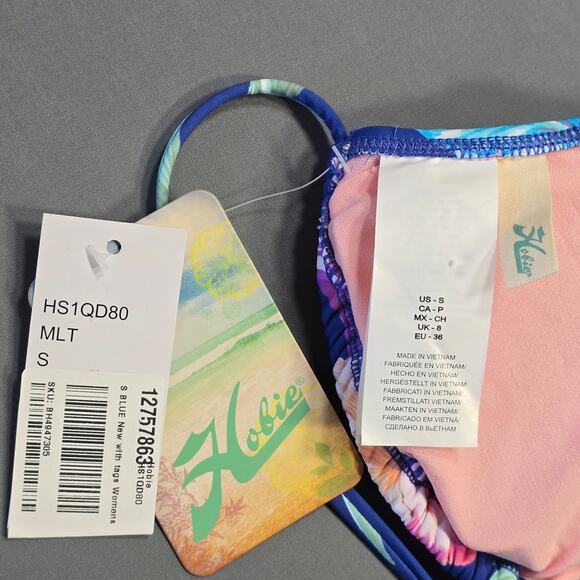 HS1QD80
MLT
S
12757863
Hobie
HS1QD80
S BLUE New with tags Womens
SKU: BH4947305
Hobie®
US - S
CA - P
MX - CH
UK - 8
EU - 36
MADE IN VIETNAM/
FABRIQUÉE EN VIETNAM/
HECHO EN VIETNAM/
HERGESTELLT IN VIETNAM/
FABBRICATI IN VIETNAM/
FREMSTILLATI VIETNAM/
MAAKTEN IN VIETNAM/
FABRICADO EM VIETNÃ/
СДЕЛАНО В ВЬЕТНАМ
Hobie